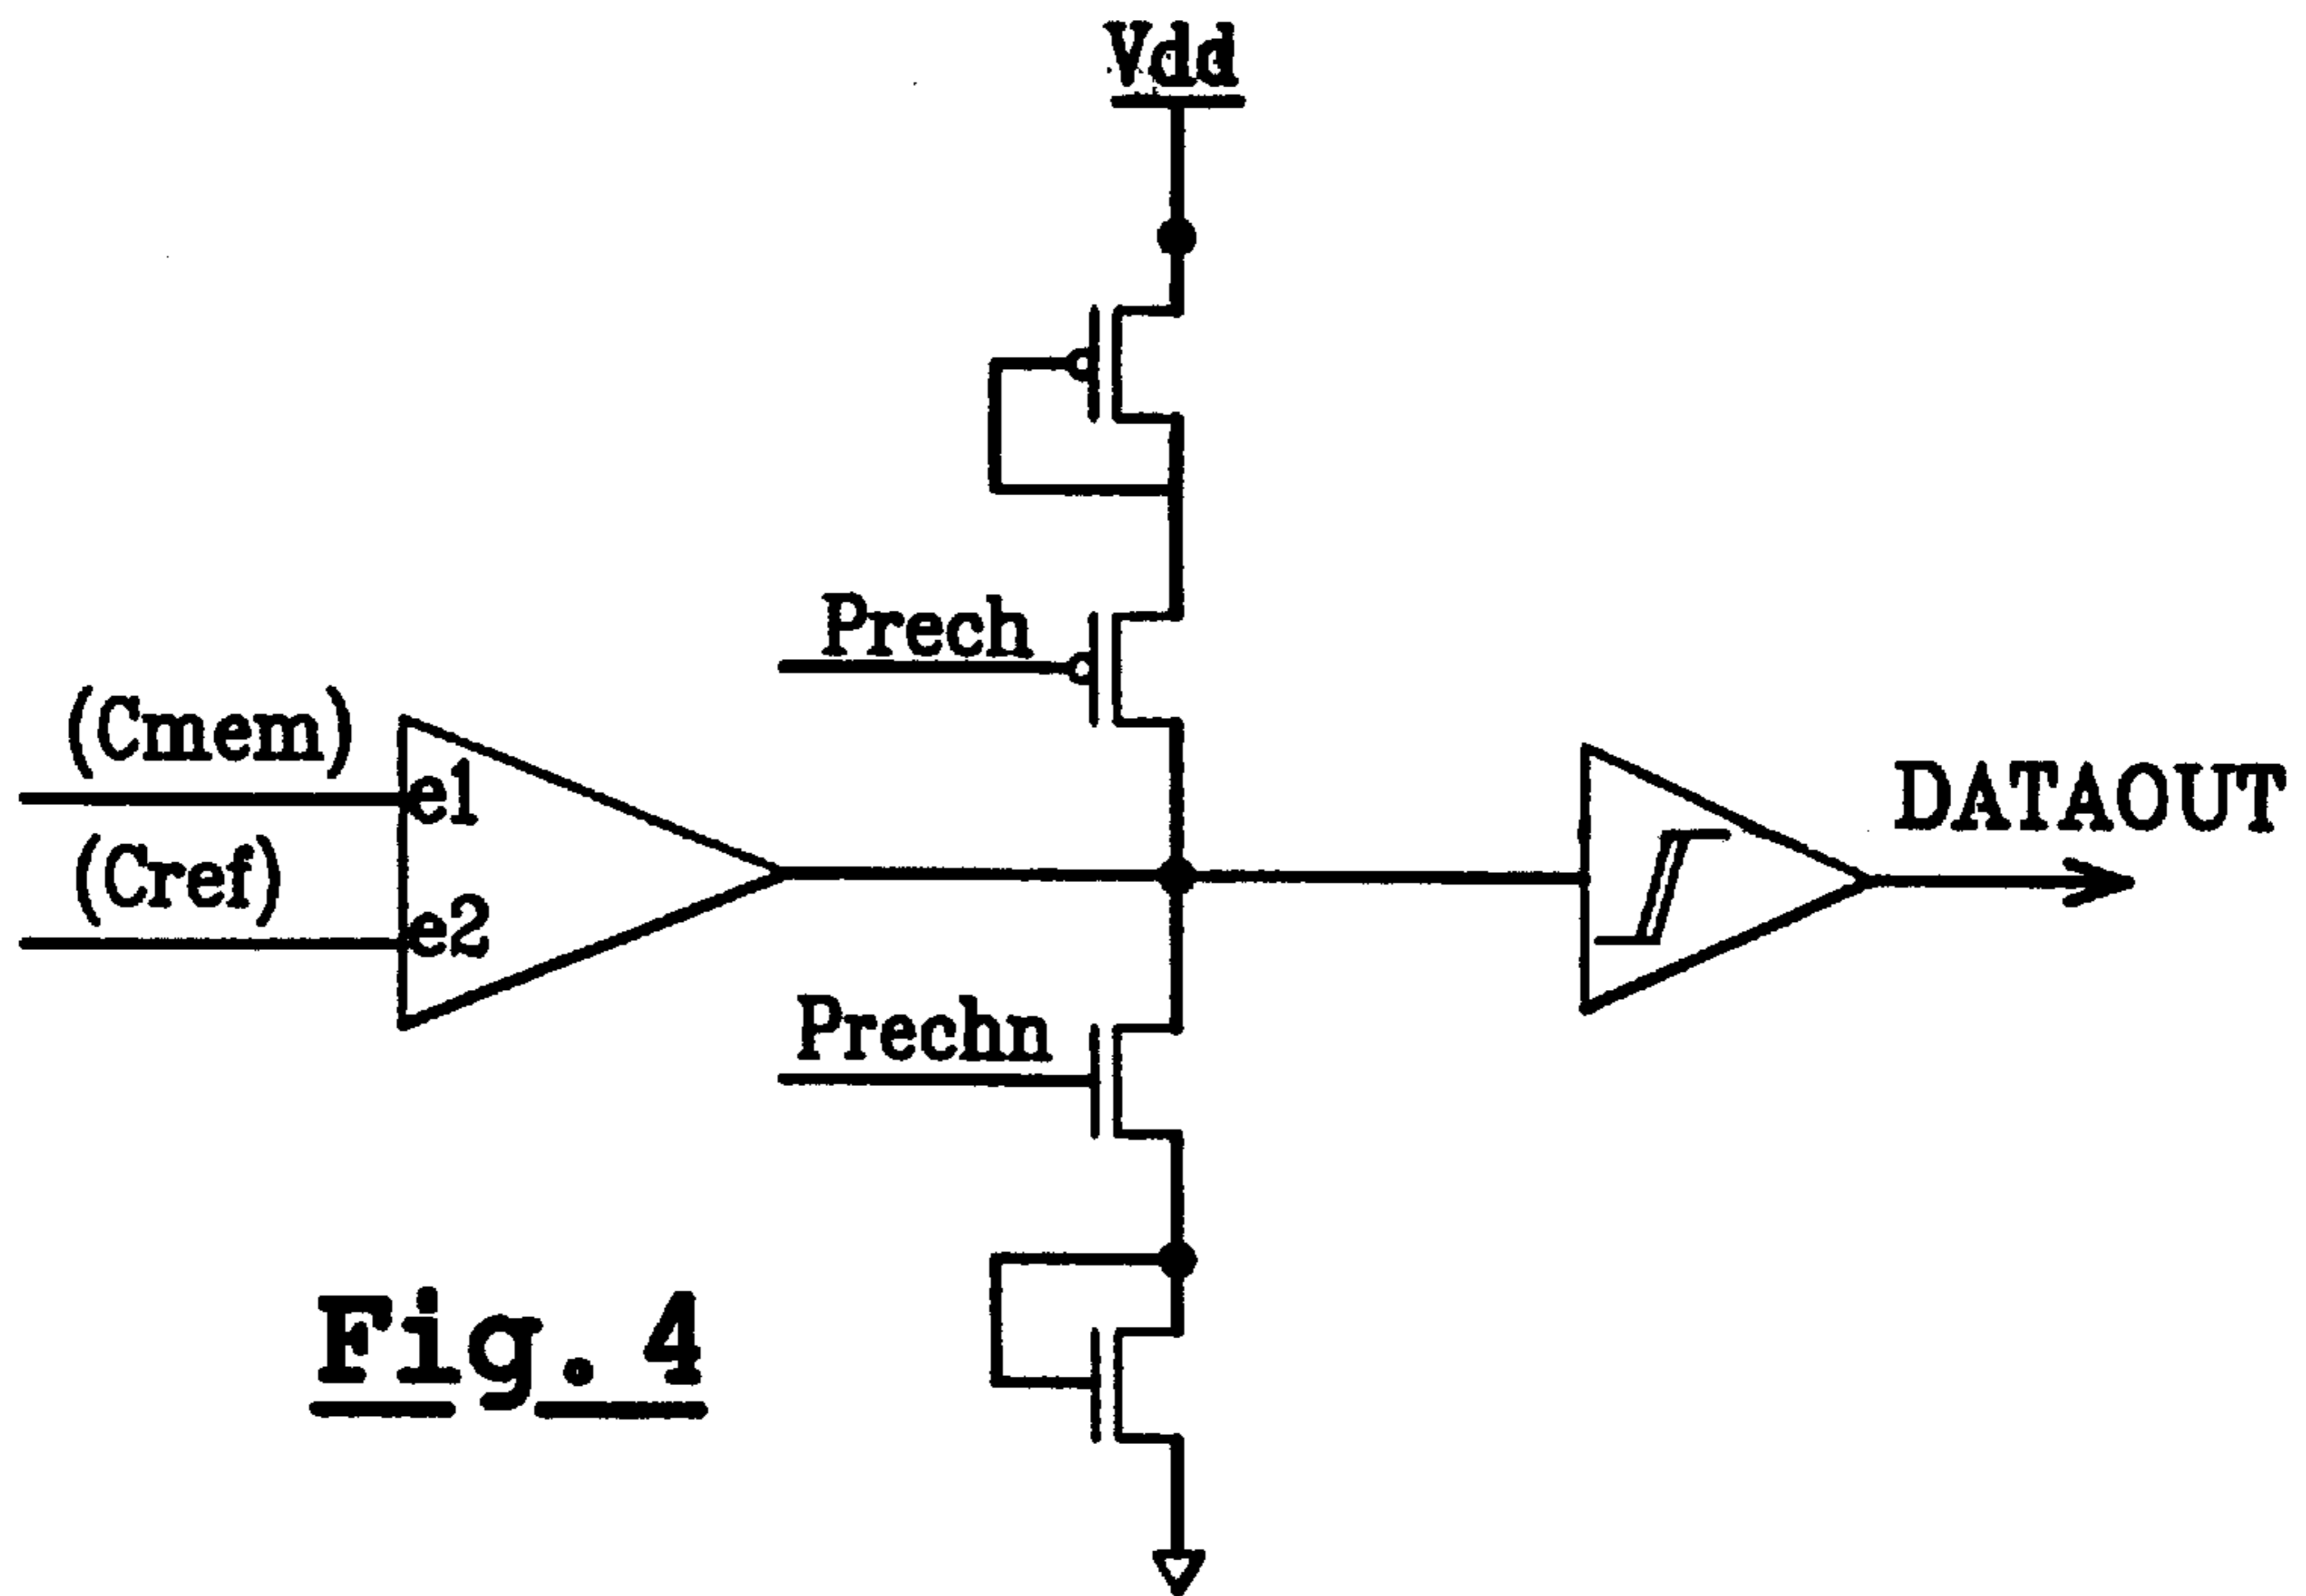 Vdd
Prech
(Cmem)
e1
DATAOUT
(Cref)
e2
Prechn
Fig. 4